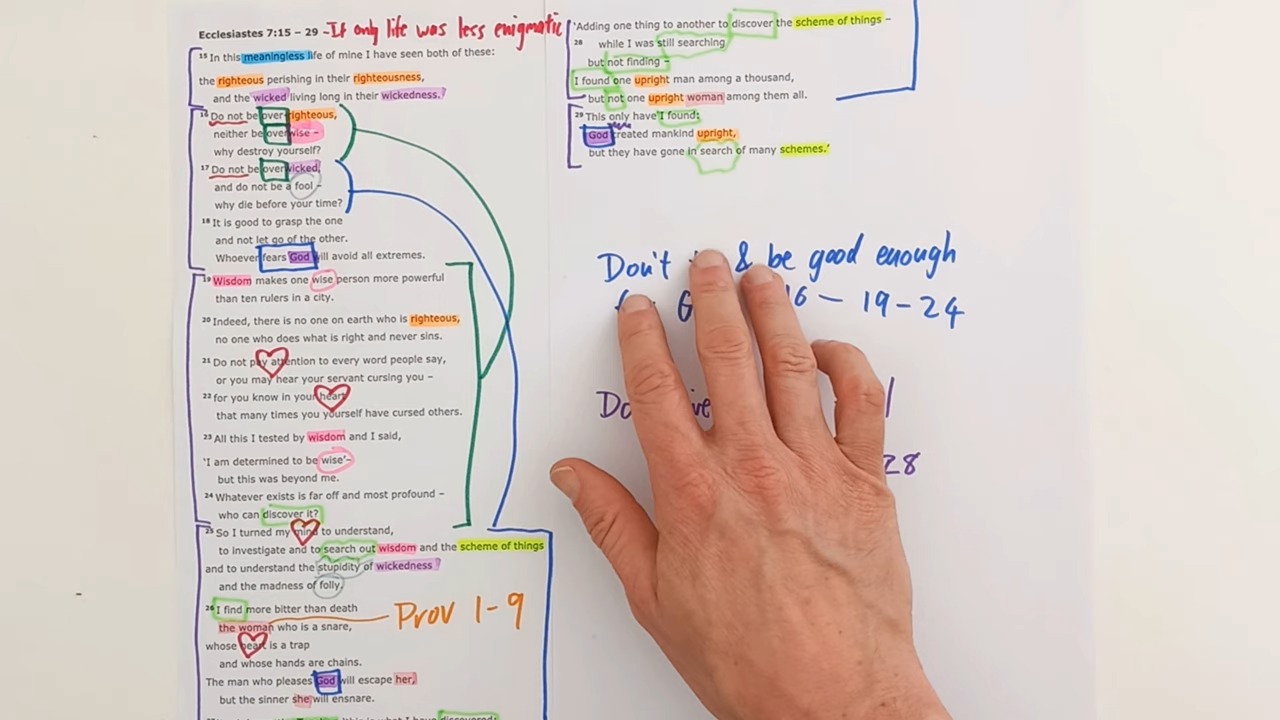 Ecclesiastes 7:15 – 29 - If only life was less enigmatic
15 In this meaningless life of mine I have seen both of these:
the righteous perishing in their righteousness,
and the wicked living long in their wickedness.
16 Do not be over righteous,
neither be over wise –
why destroy yourself?
17 Do not be over wicked,
and do not be a fool –
why die before your time?
18 It is good to grasp the one
and not let go of the other.
Whoever fears God will avoid all extremes.
19 Wisdom makes one wise person more powerful
than ten rulers in a city.
20 Indeed, there is no one on earth who is righteous,
no one who does what is right and never sins.
21 Do not pay attention to every word people say,
or you may hear your servant cursing you –
22 for you know in your heart
that many times you yourself have cursed others.
23 All this I tested by wisdom and I said,
'I am determined to be wise' –
but this was beyond me.
24 Whatever exists is far off and most profound –
who can discover it?
25 So I turned my mind to understand,
to investigate and to search out wisdom and the scheme of things
and to understand the stupidity of wickedness
and the madness of folly.
26 I find more bitter than death
the woman who is a snare,
Prov 1-9
whose heart is a trap
and whose hands are chains.
The man who pleases God will escape her,
but the sinner she will ensnare.
discovered:
'Adding one thing to another to discover the scheme of things –
28 while I was still searching
but not finding –
I found one upright man among a thousand,
but not one upright woman among them all.
29 This only have I found:
God created mankind upright,
but they have gone in search of many schemes.'
Don't & be good enough
16 – 19-24
28